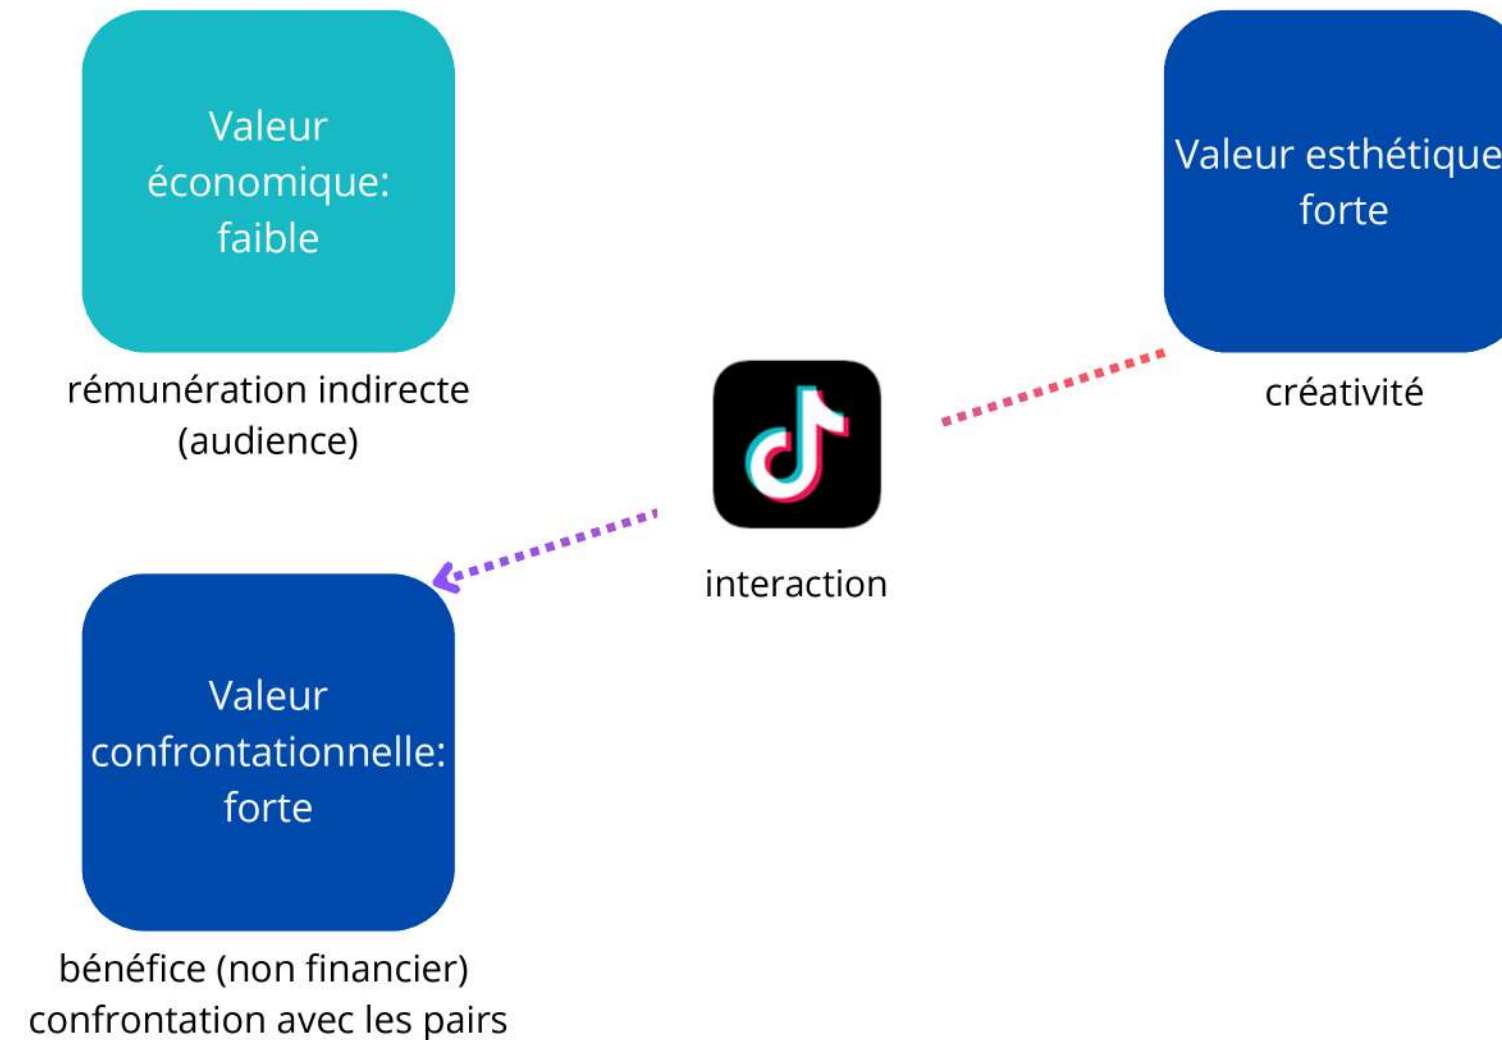 Valeur
économique:
faible
rémunération indirecte
(audience)
Valeur esthétique
forte
créativité
interaction
Valeur
confrontationnelle:
forte
bénéfice (non financier)
confrontation avec les pairs